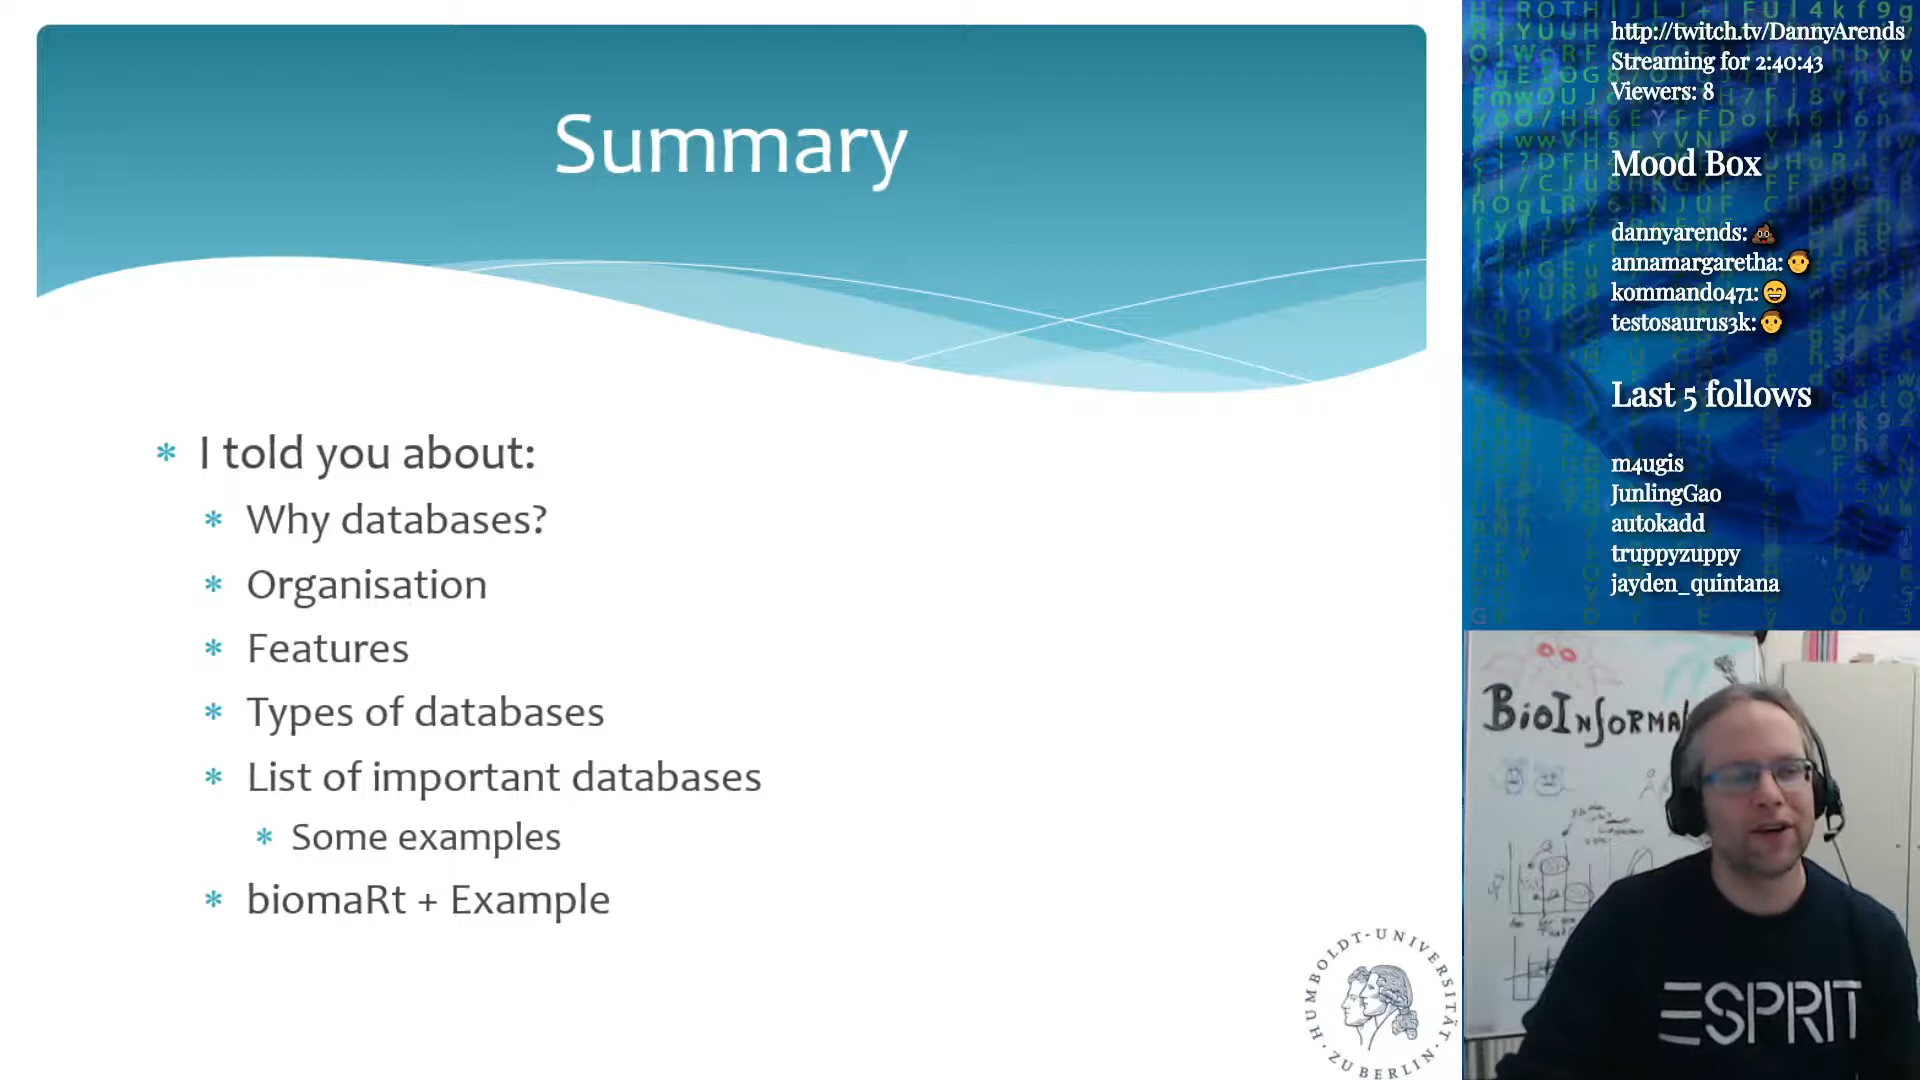 Summary
* I told you about:
* Why databases?
* Organisation
* Features
* Types of databases
* List of important databases
* Some examples
* biomaRt + Example
HUMBOLDT-UNIVERSITÄT · ZU BERLIN ·
http://twitch.tv/DannyArends
Streaming for 2:40:43
Viewers: 8
Mood Box
dannyarends: 💩
annamargaretha:
kommando471: 😄
testosaurus3k:
Last 5 follows
m4ugis
JunlingGao
autokadd
truppyzuppy
jayden_quintana
ESPRIT